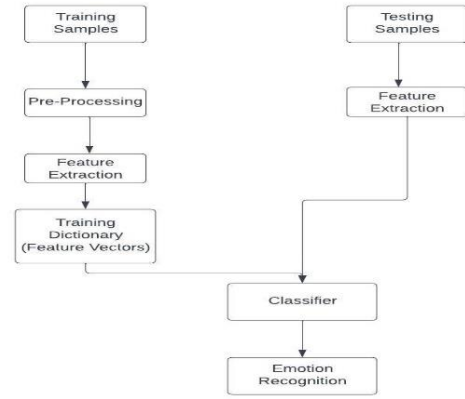 Training
Samples
Pre-Processing
Feature
Extraction
Training
Dictionary
(Feature Vectors)
Testing
Samples
Feature
Extraction
Classifier
Emotion
Recognition